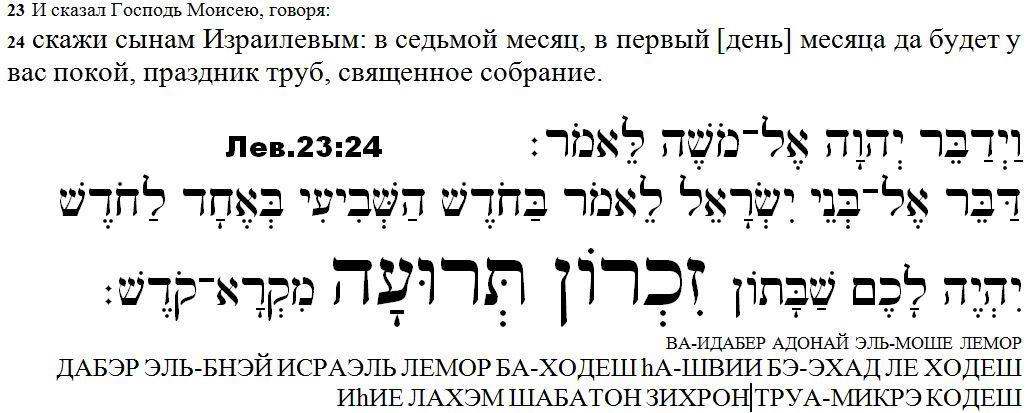 23 И сказал Господь Моисею, говоря:
24 скажи сынам Израилевым: в седьмой месяц, в первый [день] месяца да будет у
вас покой, праздник труб, священное собрание.
Лев.23:24
וַיְדַבֵּר יְהוָה אֶל־מֹשֶׁה לֵּאמֹר׃
דַּבֵּר אֶל־בְּנֵי יִשְׂרָאֵל לֵאמֹר בַּחֹדֶשׁ הַשְּׁבִיעִי בְּאֶחָד לַחֹדֶשׁ
יִהְיֶה לָכֶם שַׁבָּתוֹן זִכְרוֹן תְּרוּעָה מִקְרָא־קֹדֶשׁ׃
ВА-ИДАБЕР АДОНАЙ ЭЛЬ-МОШЕ ЛЕМОР
ДАБЭР ЭЛЬ-БНЭЙ ИСРАЭЛЬ ЛЕМОР БА-ХОДЕШ hА-ШВИИ БЭ-ЭХАД ЛЕ ХОДЕШ
ИhИЕ ЛАХЭМ ШАБАТОН ЗИХРОН ТРУА-МИКРЭ КОДЕШ